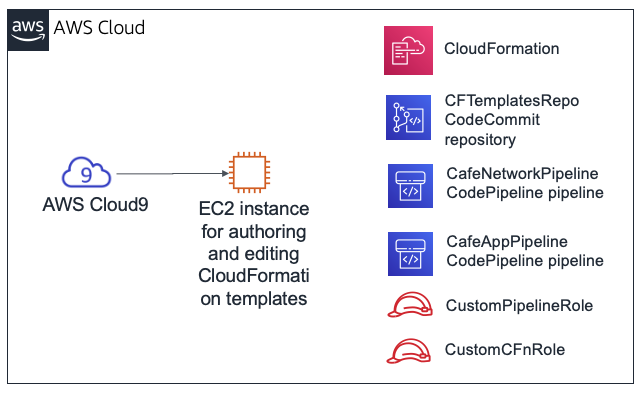 aws
AWS Cloud
CloudFormation
CFTemplatesRepo
CodeCommit
repository
CafeNetworkPipeline
CodePipeline pipeline
9
AWS Cloud9
EC2 instance
for authoring
and editing
CloudFormati
on templates
CafeAppPipeline
CodePipeline pipeline
CustomPipelineRole
CustomCFnRole